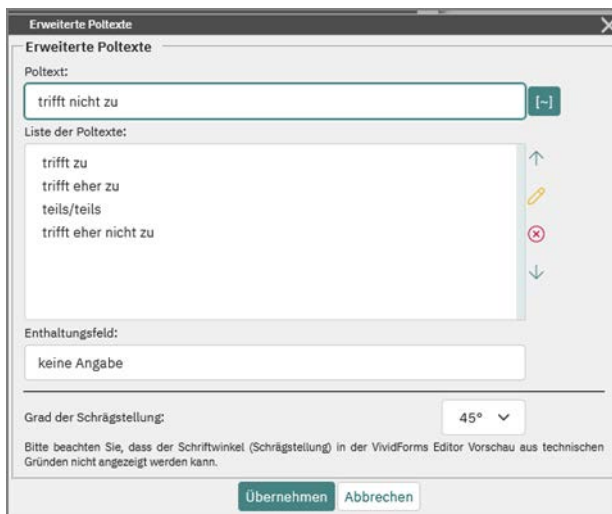 Erweiterte Poltexte
Erweiterte Poltexte
Poltext:
trifft nicht zu
[~]
Liste der Poltexte:
trifft zu
trifft eher zu
teils/teils
trifft eher nicht zu
Enthaltungsfeld:
keine Angabe
Grad der Schrägstellung:
45°
Bitte beachten Sie, dass der Schriftwinkel (Schrägstellung) in der VividForms Editor Vorschau aus technischen
Gründen nicht angezeigt werden kann.
Übernehmen Abbrechen